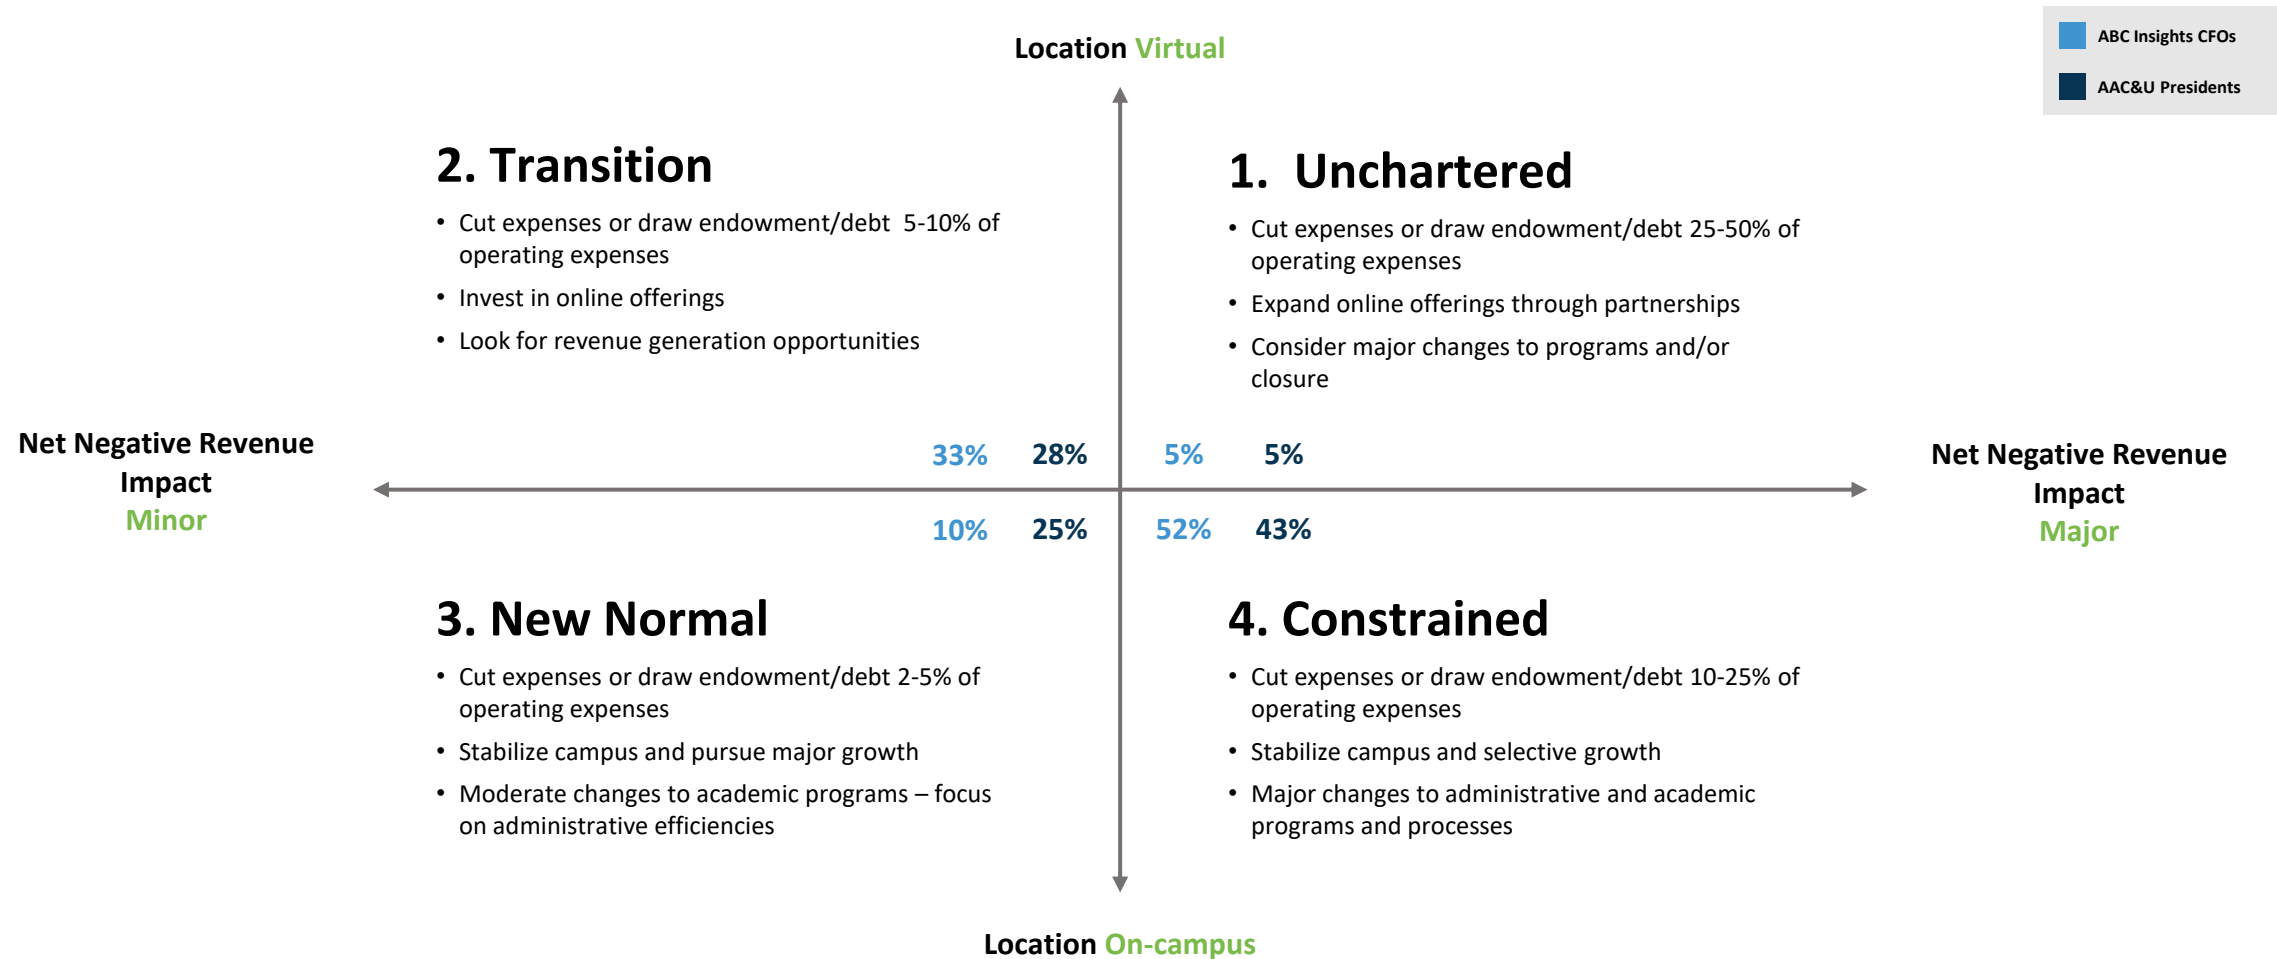 Location Virtual
ABC Insights CFOs
AAC&U Presidents
2. Transition
• Cut expenses or draw endowment/debt  5-10% of
operating expenses
• Invest in online offerings
• Look for revenue generation opportunities
1.  Unchartered
• Cut expenses or draw endowment/debt 25-50% of
operating expenses
• Expand online offerings through partnerships
• Consider major changes to programs and/or
closure
Net Negative Revenue
Impact
Minor
33% 28% 5% 5%
10% 25% 52% 43%
Net Negative Revenue
Impact
Major
3. New Normal
• Cut expenses or draw endowment/debt 2-5% of
operating expenses
• Stabilize campus and pursue major growth
• Moderate changes to academic programs – focus
on administrative efficiencies
4. Constrained
• Cut expenses or draw endowment/debt 10-25% of
operating expenses
• Stabilize campus and selective growth
• Major changes to administrative and academic
programs and processes
Location On-campus